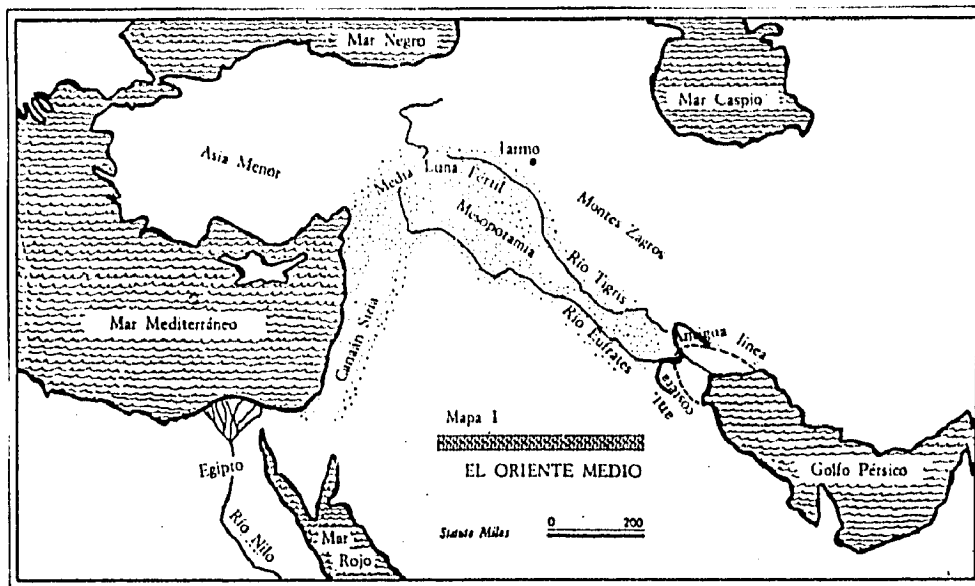 Mar Negro
Mar Caspio
Asia Menor
Jarmo
Media Luna Fértil
Mesopotamia
Montes Zagros
Río Tigris
Río Eufrates
Mar Mediterráneo
Canaán Siria
Antigua línea
costera
Mapa 1
EL ORIENTE MEDIO
Egipto
Golfo Pérsico
Río Nilo
Mar
Rojo
Statute Miles
0 200